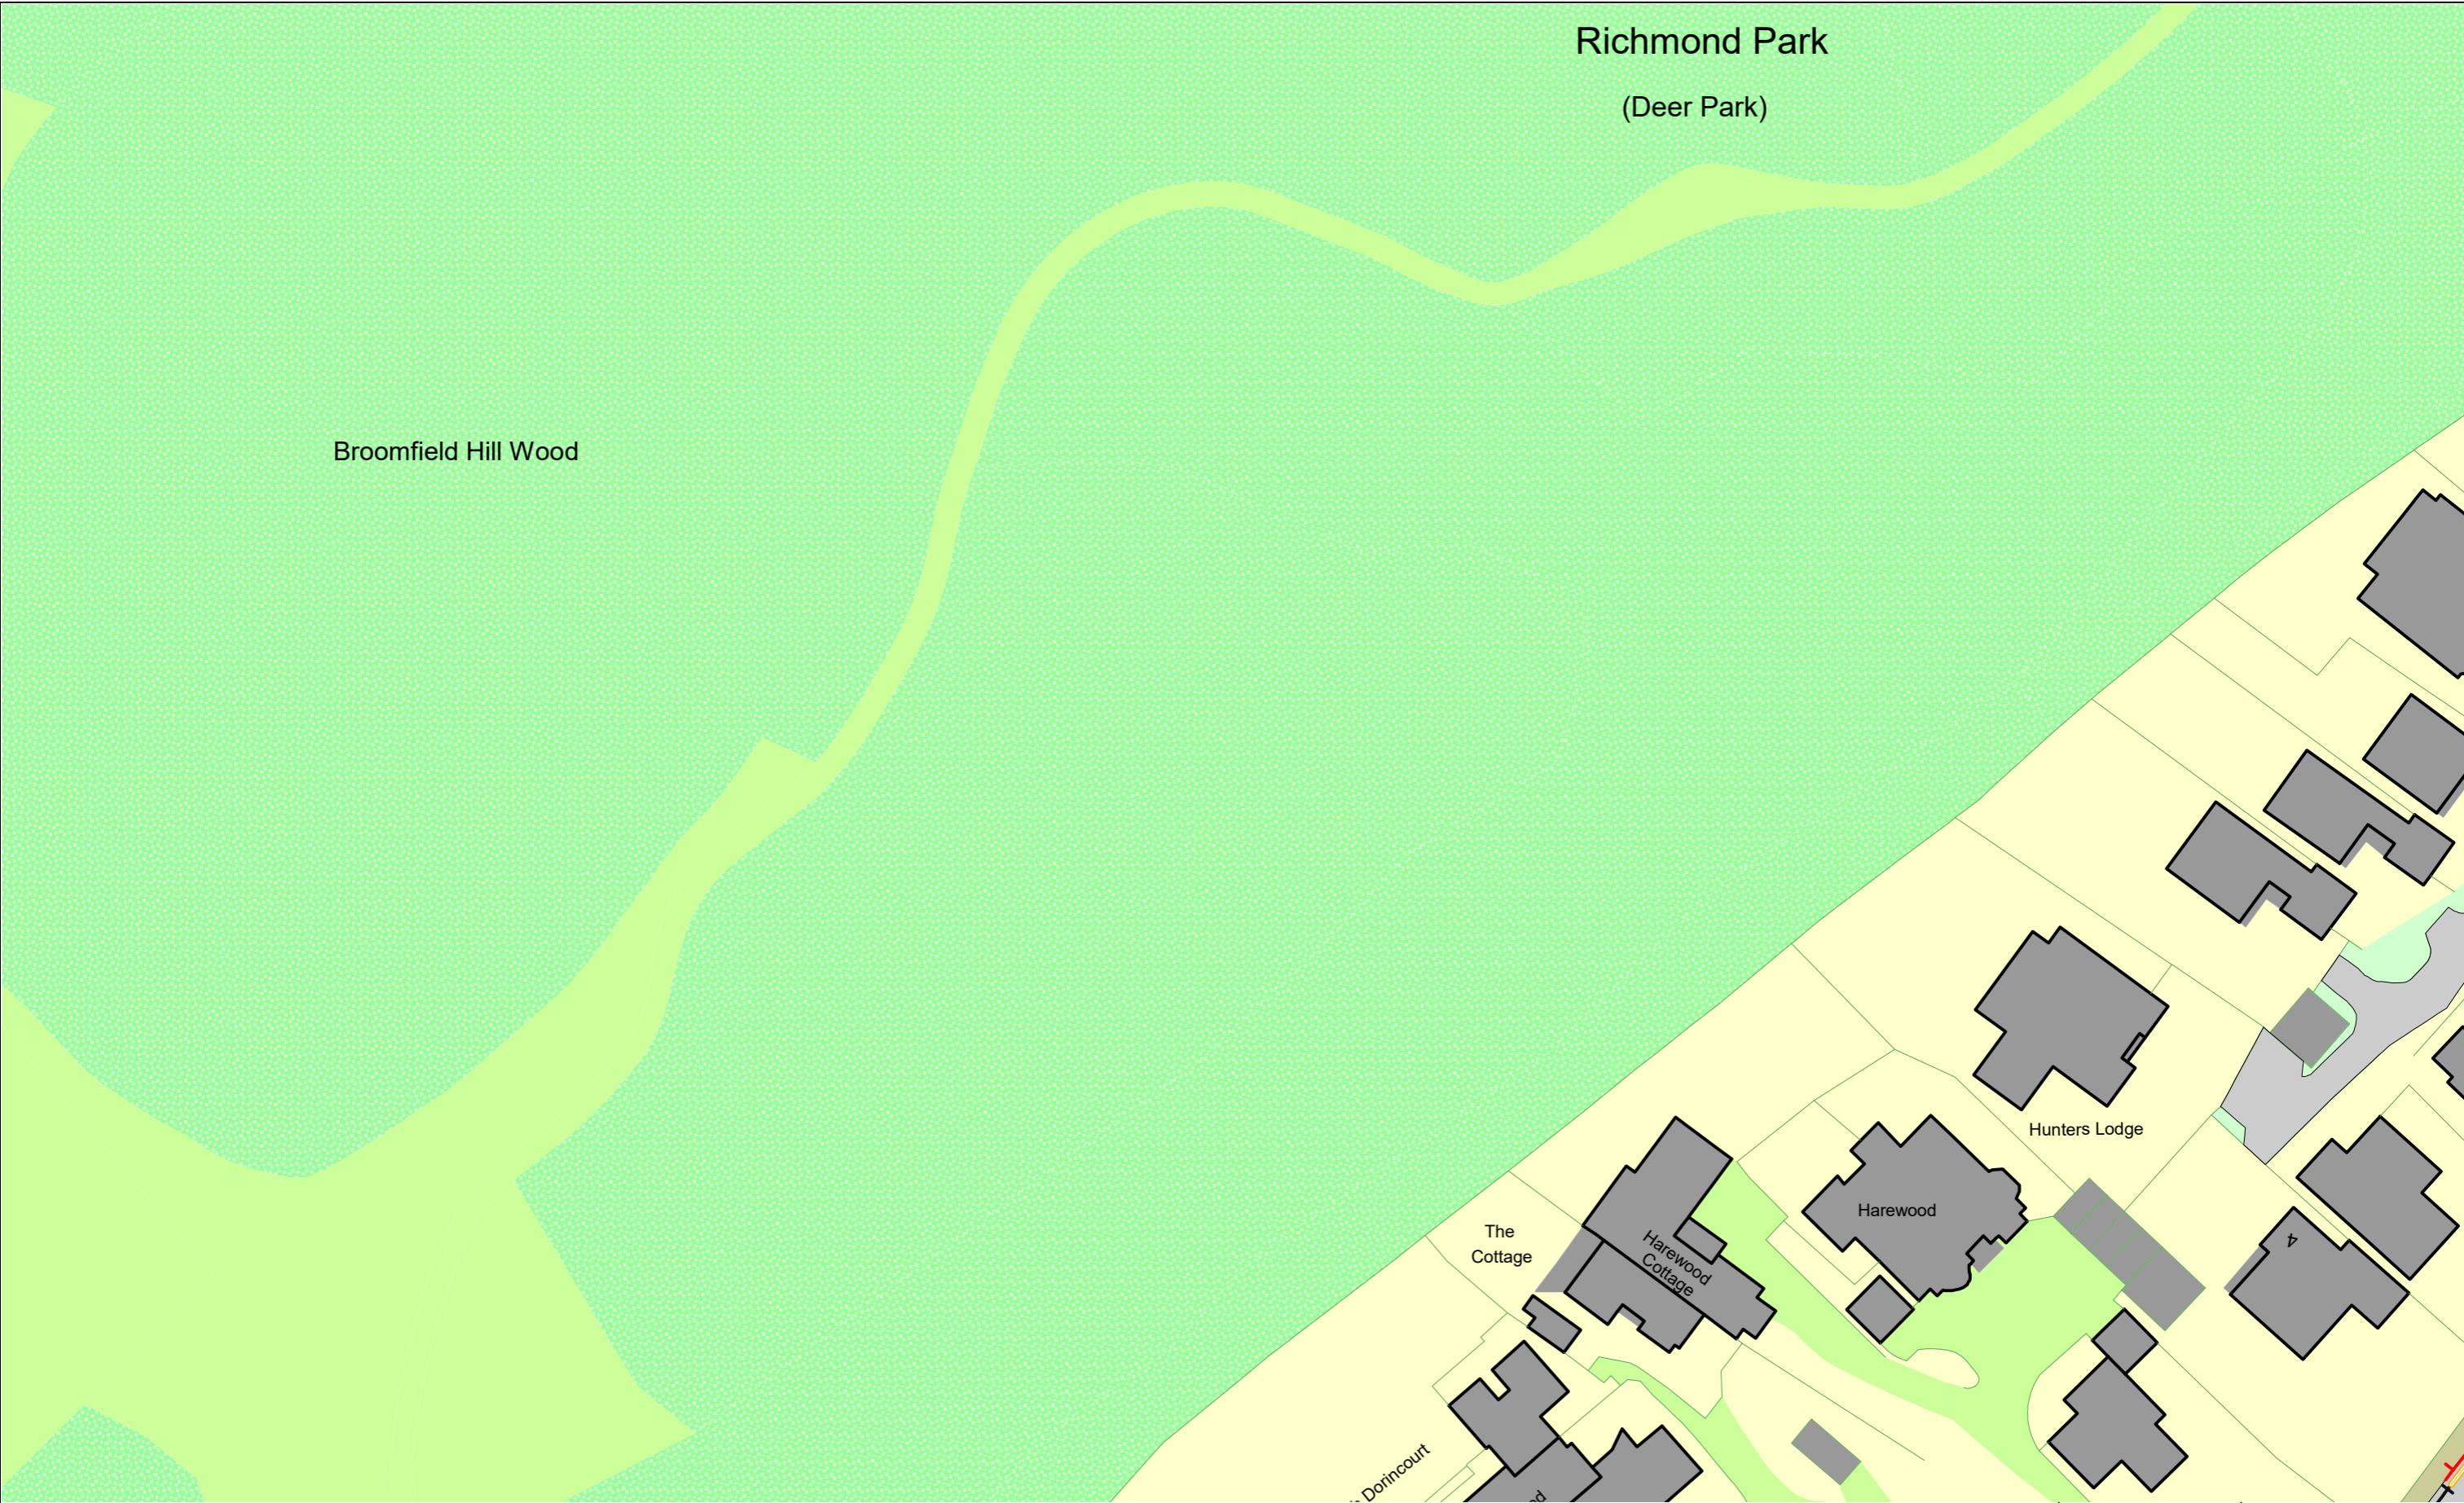 Richmond Park
(Deer Park)
Broomfield Hill Wood
Hunters Lodge
Harewood
The
Cottage
Harewood
Cottage
4
Dorincourt